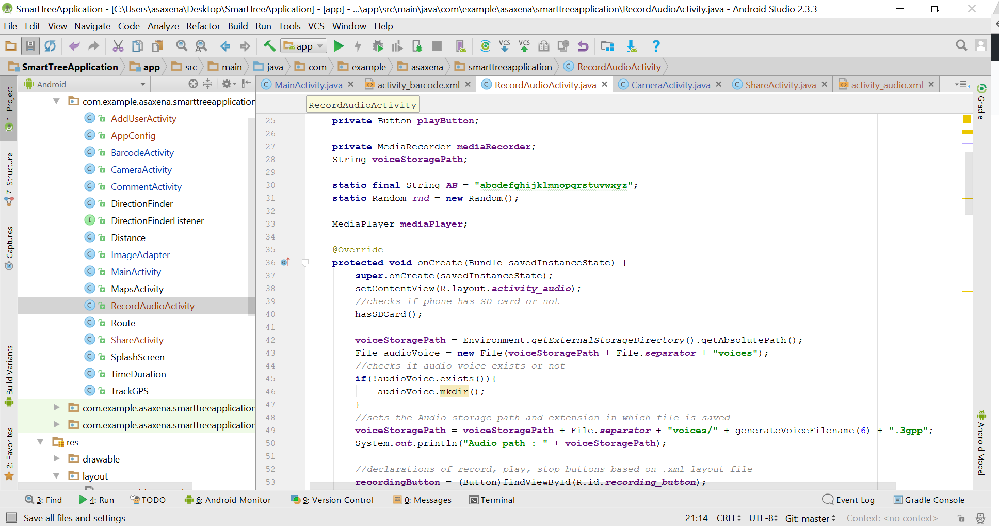 SmartTreeApplication - [C:\Users\asaxena\Desktop\SmartTreeApplication] - [app] - ...\app\src\main\java\com\example\asaxena\smarttreeapplication\RecordAudioActivity.java - Android Studio 2.3.3
File Edit View Navigate Code Analyze Refactor Build Run Tools VCS Window Help
app VCS VCS ?
SmartTreeApplication app src main java com example asaxena smarttreeapplication RecordAudioActivity
Android
MainActivity.java activity_barcode.xml RecordAudioActivity.java CameraActivity.java ShareActivity.java activity_audio.xml
1: Project
7: Structure
Captures
Build Variants
2: Favorites
com.example.asaxena.smarttreeapplication
AddUserActivity
AppConfig
BarcodeActivity
CameraActivity
CommentActivity
DirectionFinder
DirectionFinderListener
Distance
ImageAdapter
MainActivity
MapsActivity
RecordAudioActivity
Route
ShareActivity
SplashScreen
TimeDuration
TrackGPS
com.example.asaxena.smarttreeapplication
com.example.asaxena.smarttreeapplication
res
drawable
layout
RecordAudioActivity
25 private Button playButton;
26
27 private MediaRecorder mediaRecorder;
28 String voiceStoragePath;
29
30 static final String AB = "abcdefghijklmnopqrstuvwxyz";
31 static Random rnd = new Random();
32
33 MediaPlayer mediaPlayer;
34
35 @Override
36 protected void onCreate(Bundle savedInstanceState) {
37 super.onCreate(savedInstanceState);
38 setContentView(R.layout.activity_audio);
39 //checks if phone has SD card or not
40 hasSDCard();
41
42 voiceStoragePath = Environment.getExternalStorageDirectory().getAbsolutePath();
43 File audioVoice = new File(voiceStoragePath + File.separator + "voices");
44 //checks if audio voice exists or not
45 if(!audioVoice.exists()){
46 audioVoice.mkdir();
47 }
48 //sets the Audio storage path and extension in which file is saved
49 voiceStoragePath = voiceStoragePath + File.separator + "voices/" + generateVoiceFilename(6) + ".3gpp";
50 System.out.println("Audio path : " + voiceStoragePath);
51
52 //declarations of record, play, stop buttons based on .xml layout file
53 recordingButton = (Button)findViewById(R.id.recording_button);
Gradle
Android Model
3: Find 4: Run TODO 6: Android Monitor 9: Version Control 0: Messages Terminal Event Log Gradle Console
Save all files and settings 21:14 CRLF UTF-8 Git: master Context: <no context>